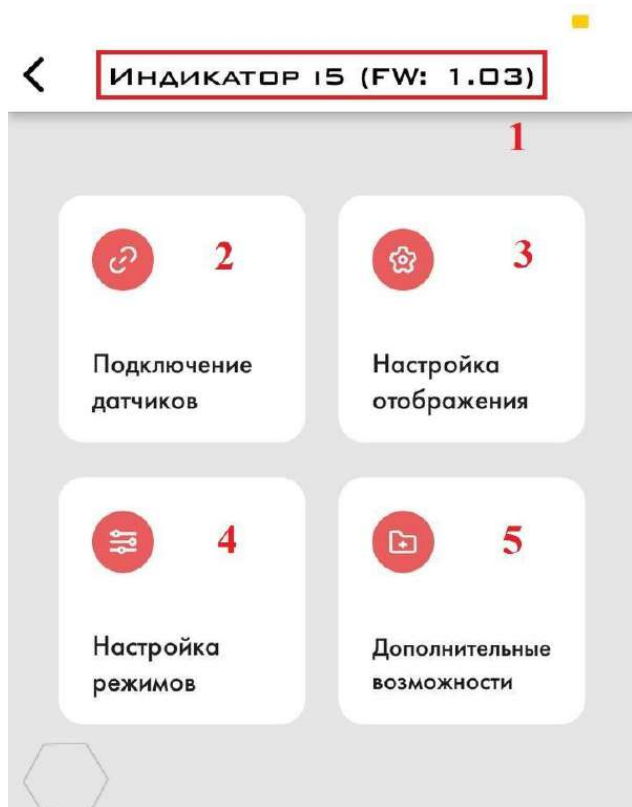 Индикатор i5 (FW: 1.03)
1
2
3
Подключение
датчиков
Настройка
отображения
4
5
Настройка
режимов
Дополнительные
возможности